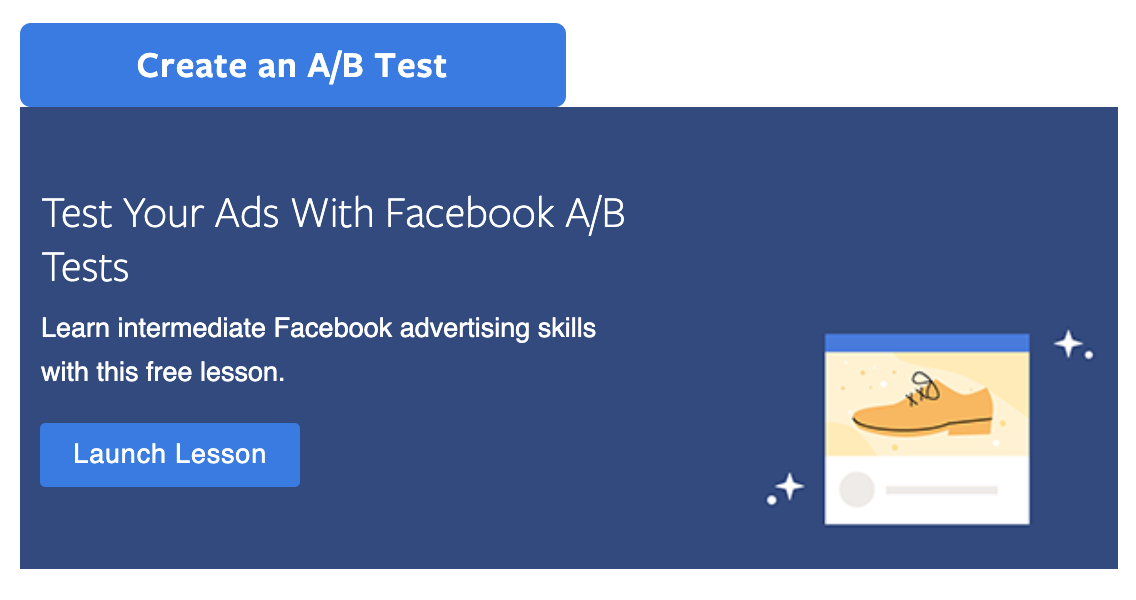 Create an A/B Test
Test Your Ads With Facebook A/B
Tests
Learn intermediate Facebook advertising skills
with this free lesson.
Launch Lesson